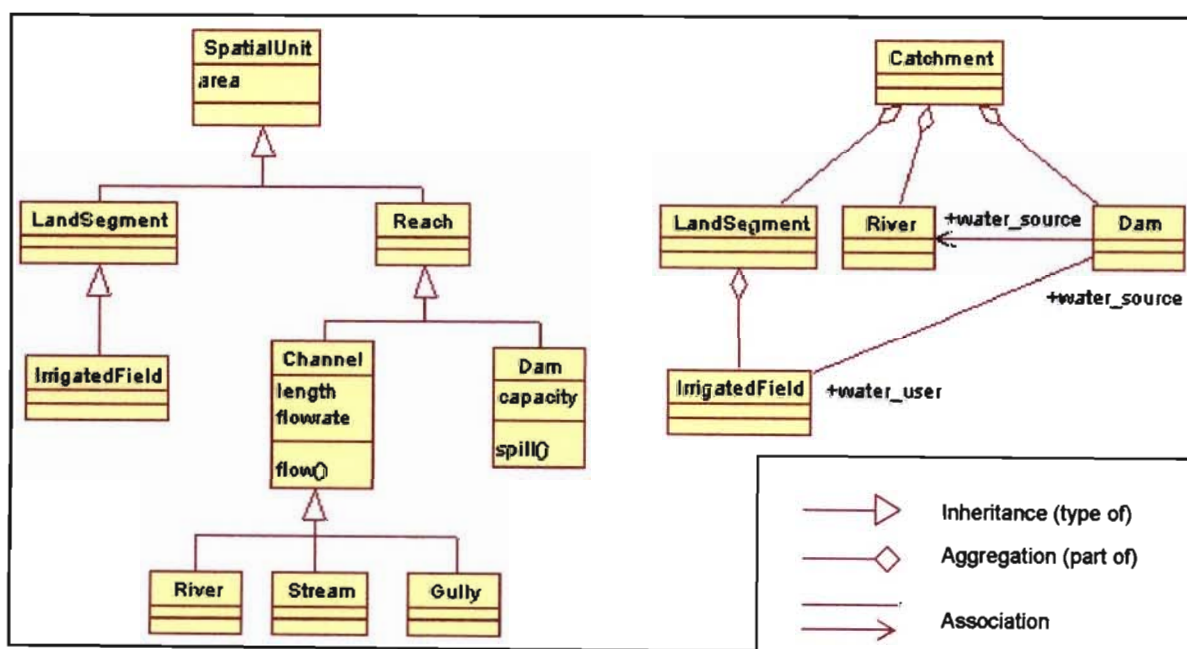 SpatialUnit
area
LandSegment
Reach
IrrigatedField
Channel
length
flowrate
flow()
Dam
capacity
spill()
River
Stream
Gully
Catchment
LandSegment
River
+water_source
Dam
+water_source
IrrigatedField
+water_user
Inheritance (type of)
Aggregation (part of)
Association